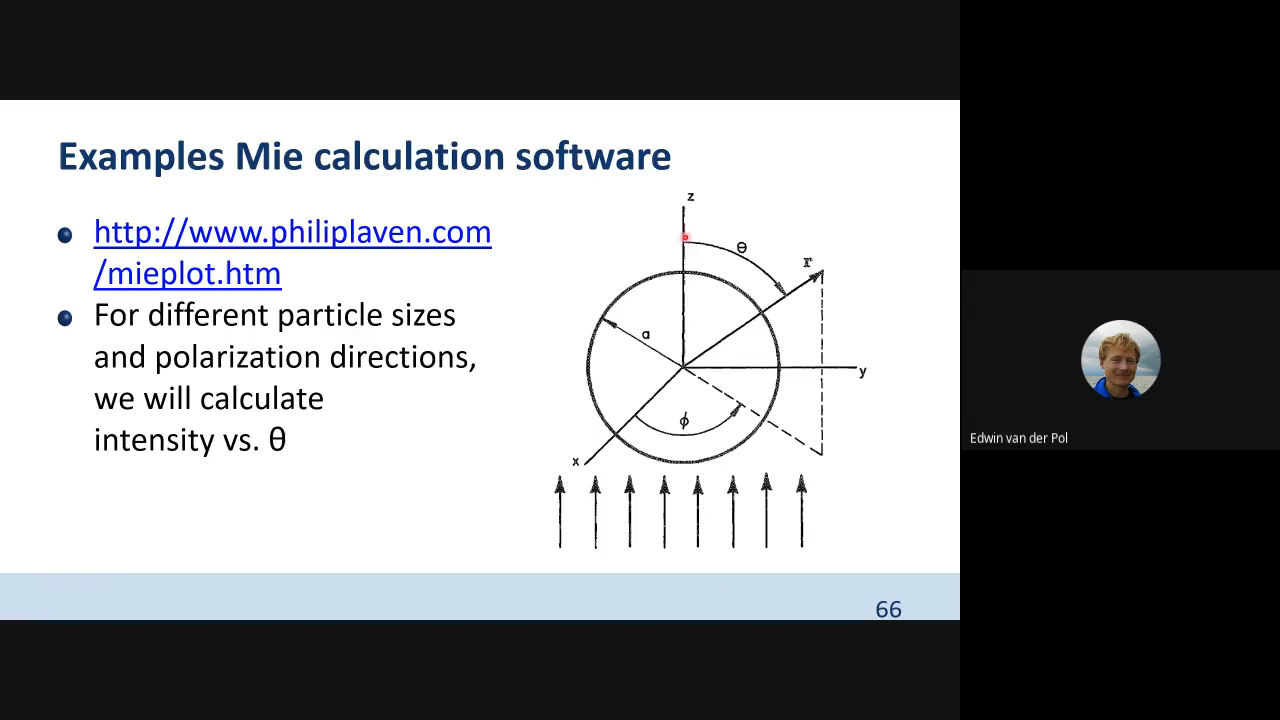 Examples Mie calculation software
http://www.philiplaven.com
/mieplot.htm
For different particle sizes
and polarization directions,
we will calculate
intensity vs. θ
z
θ
r
a
y
ϕ
x
66
Edwin van der Pol